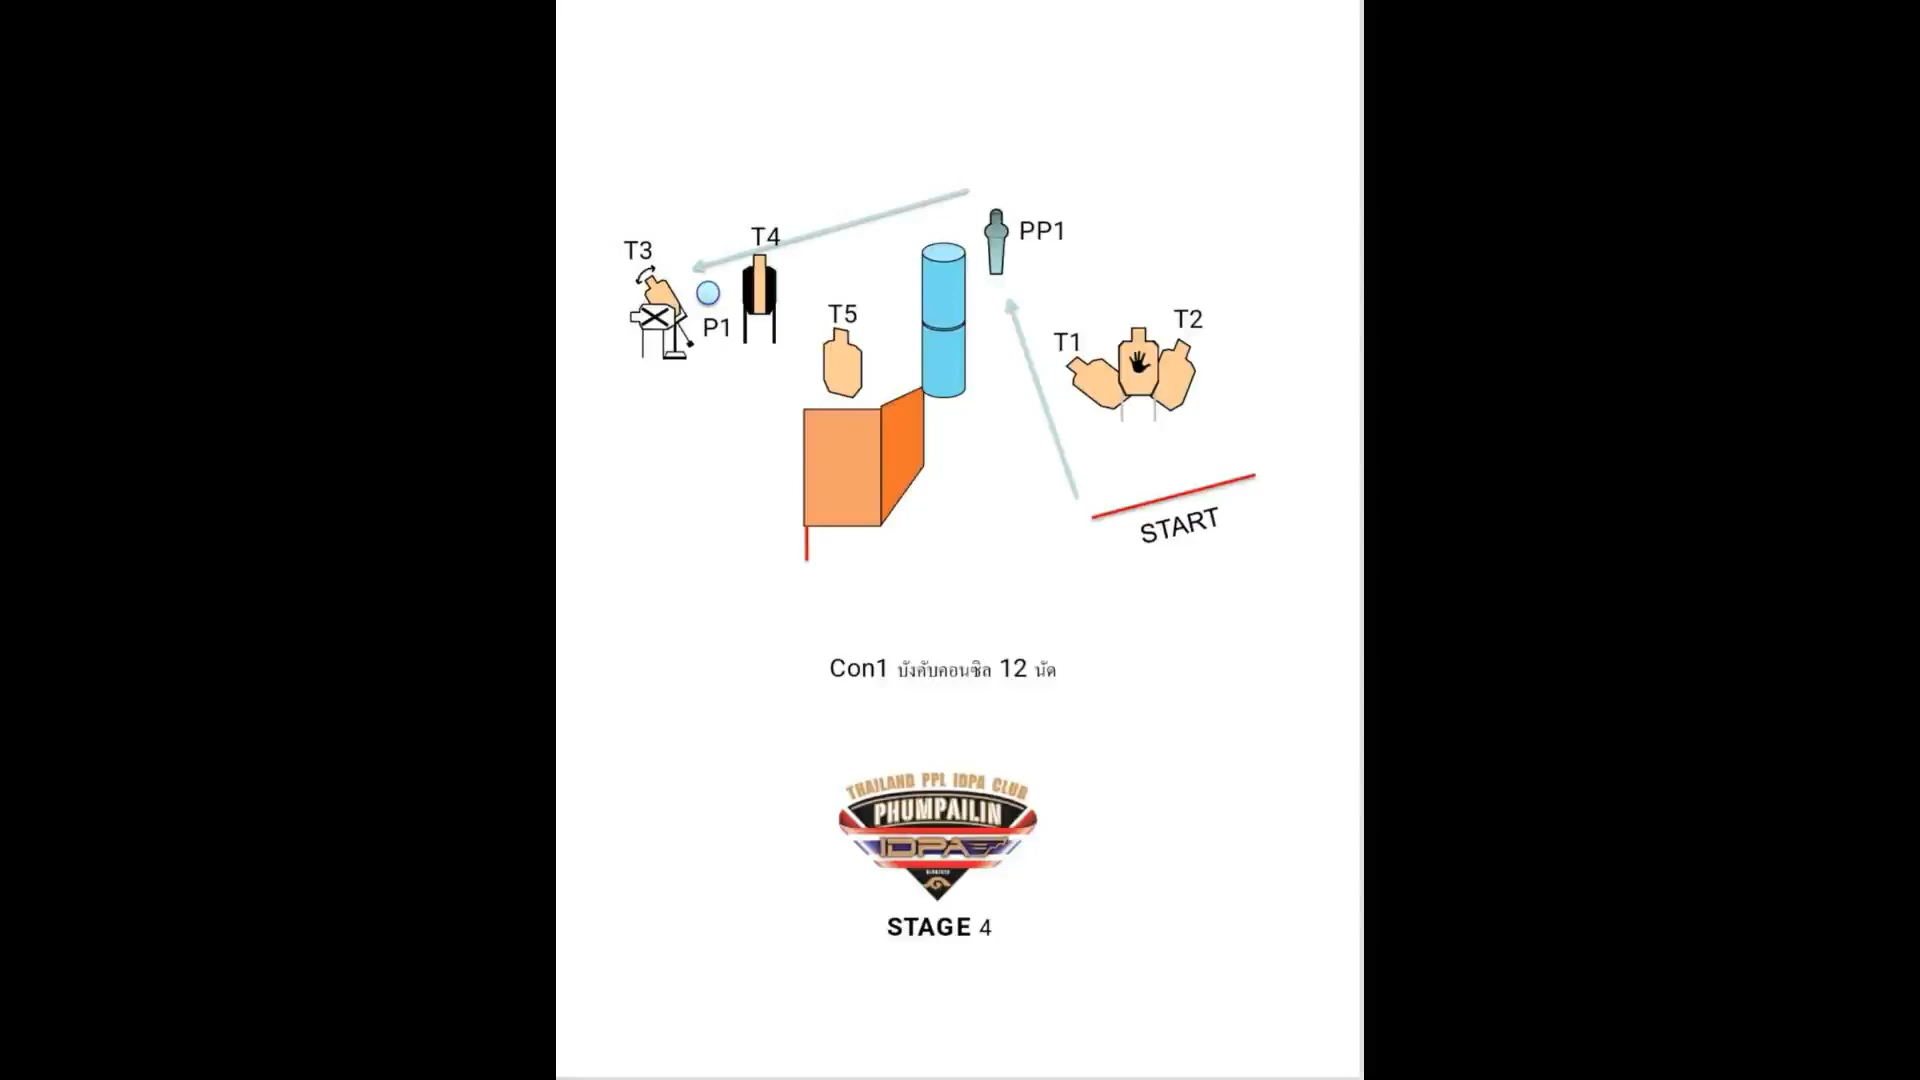 PP1
T4
T3
T5
P1
T2
T1
START
Con1 บังคับคอนซิล 12 นัด
THAILAND PPL IDPA CLUB
PHUMPAILIN
IDPA
STAGE 4